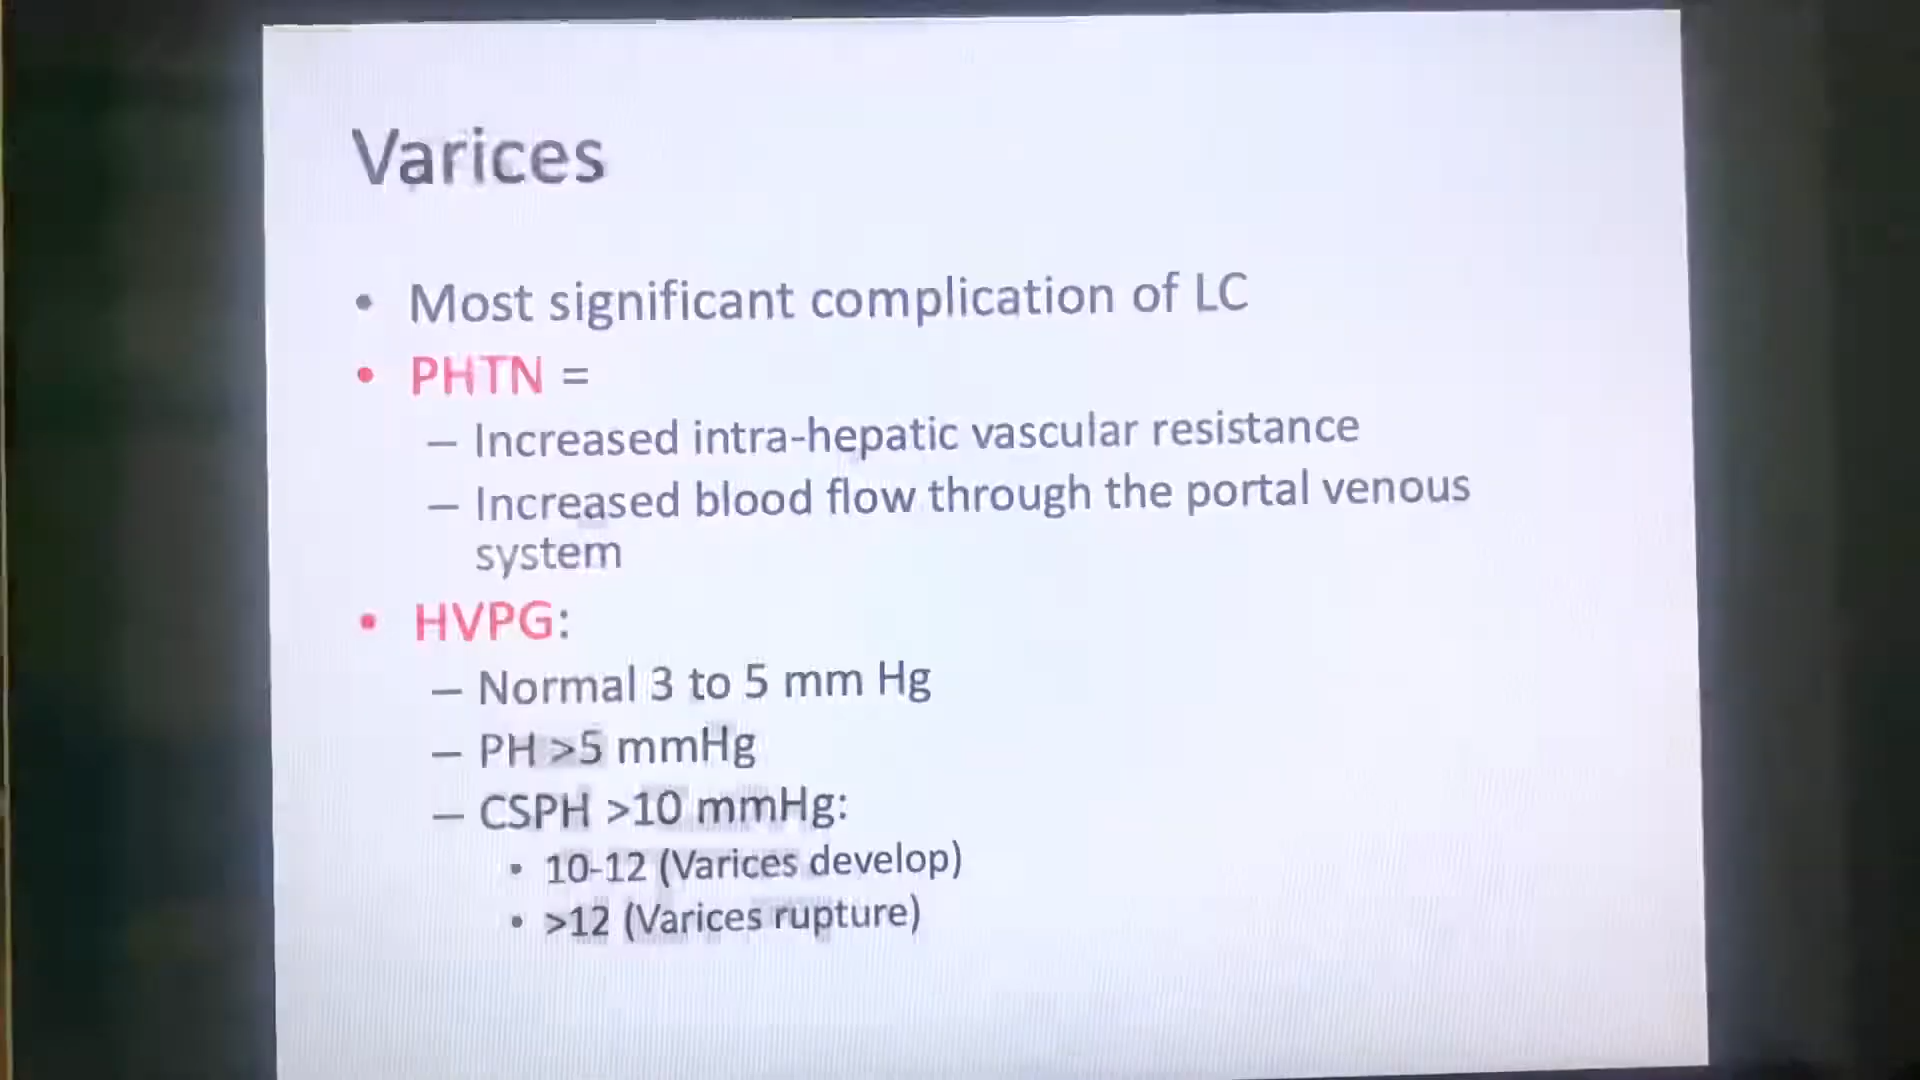 Varices
• Most significant complication of LC
• PHTN =
– Increased intra-hepatic vascular resistance
– Increased blood flow through the portal venous
system
• HVPG:
– Normal 3 to 5 mm Hg
– PH >5 mmHg
– CSPH >10 mmHg:
• 10-12 (Varices develop)
• >12 (Varices rupture)